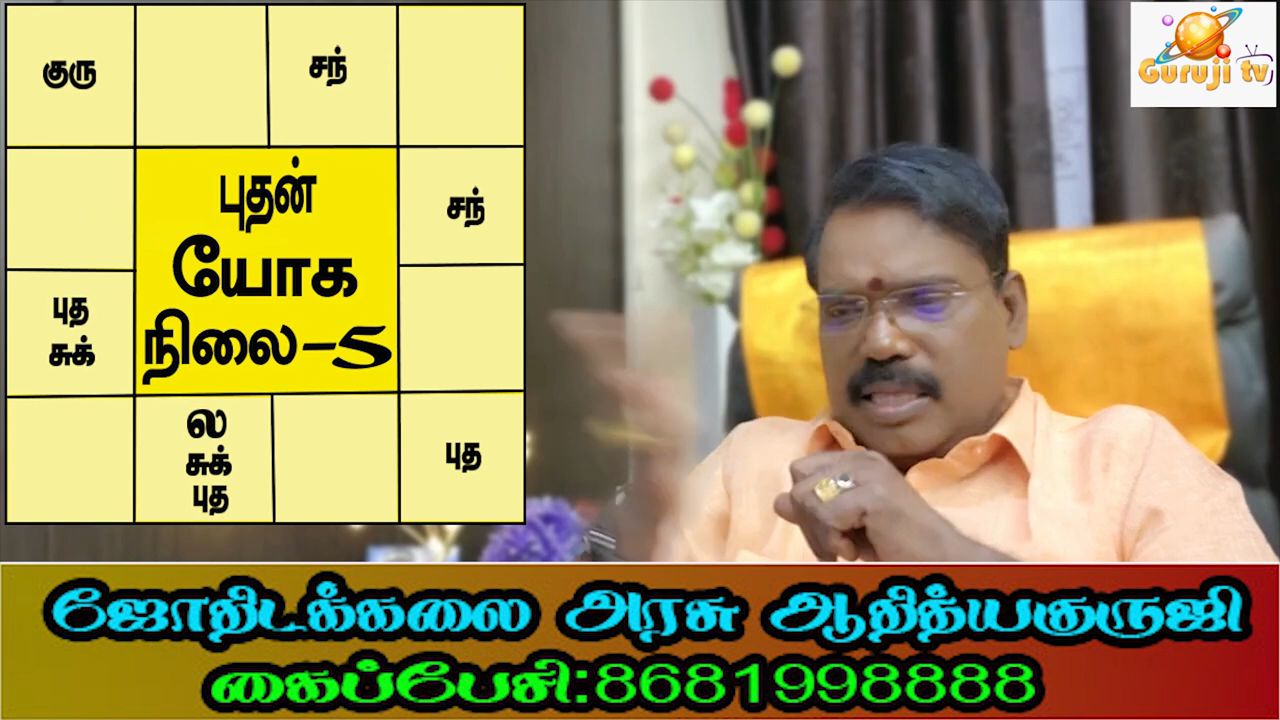 குரு
சந்
Guruji tv
புதன்
யோக
நிலை-5
சந்
புத
சுக்
ல
சுக்
புத
புத
ஜோதிடக்கலை அரசு ஆதித்யகுருஜி
கைப்பேசி:8681998888